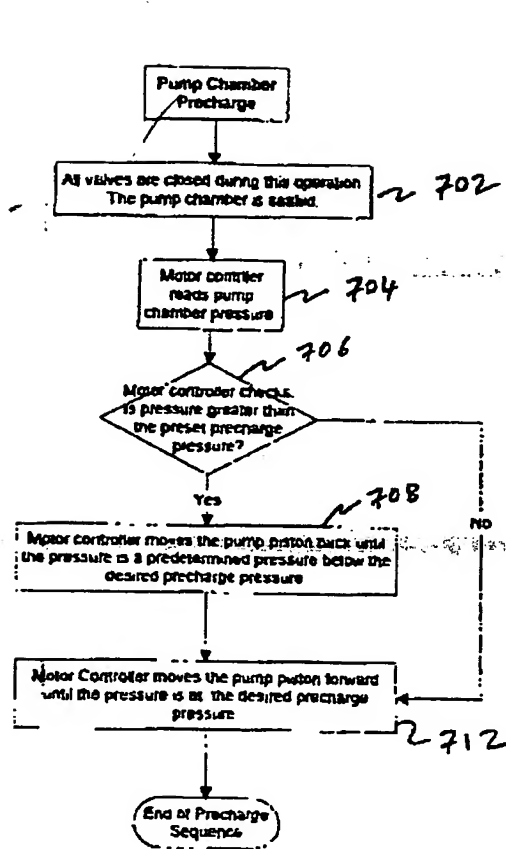 Pump Chamber
Precharge
All valves are closed during this operation
The pump chamber is sealed.
702
Motor contrller
reads pump
chamber pressure
704
706
Motor controller checks.
Is pressure greater than
the preset precharge
pressure?
Yes
No
708
Motor controller moves the pump piston back until
the pressure is a predetermined pressure below the
desired precharge pressure
Motor Controller moves the pump piston forward
until the pressure is at the desired precharge
pressure
712
End of Precharge
Sequence